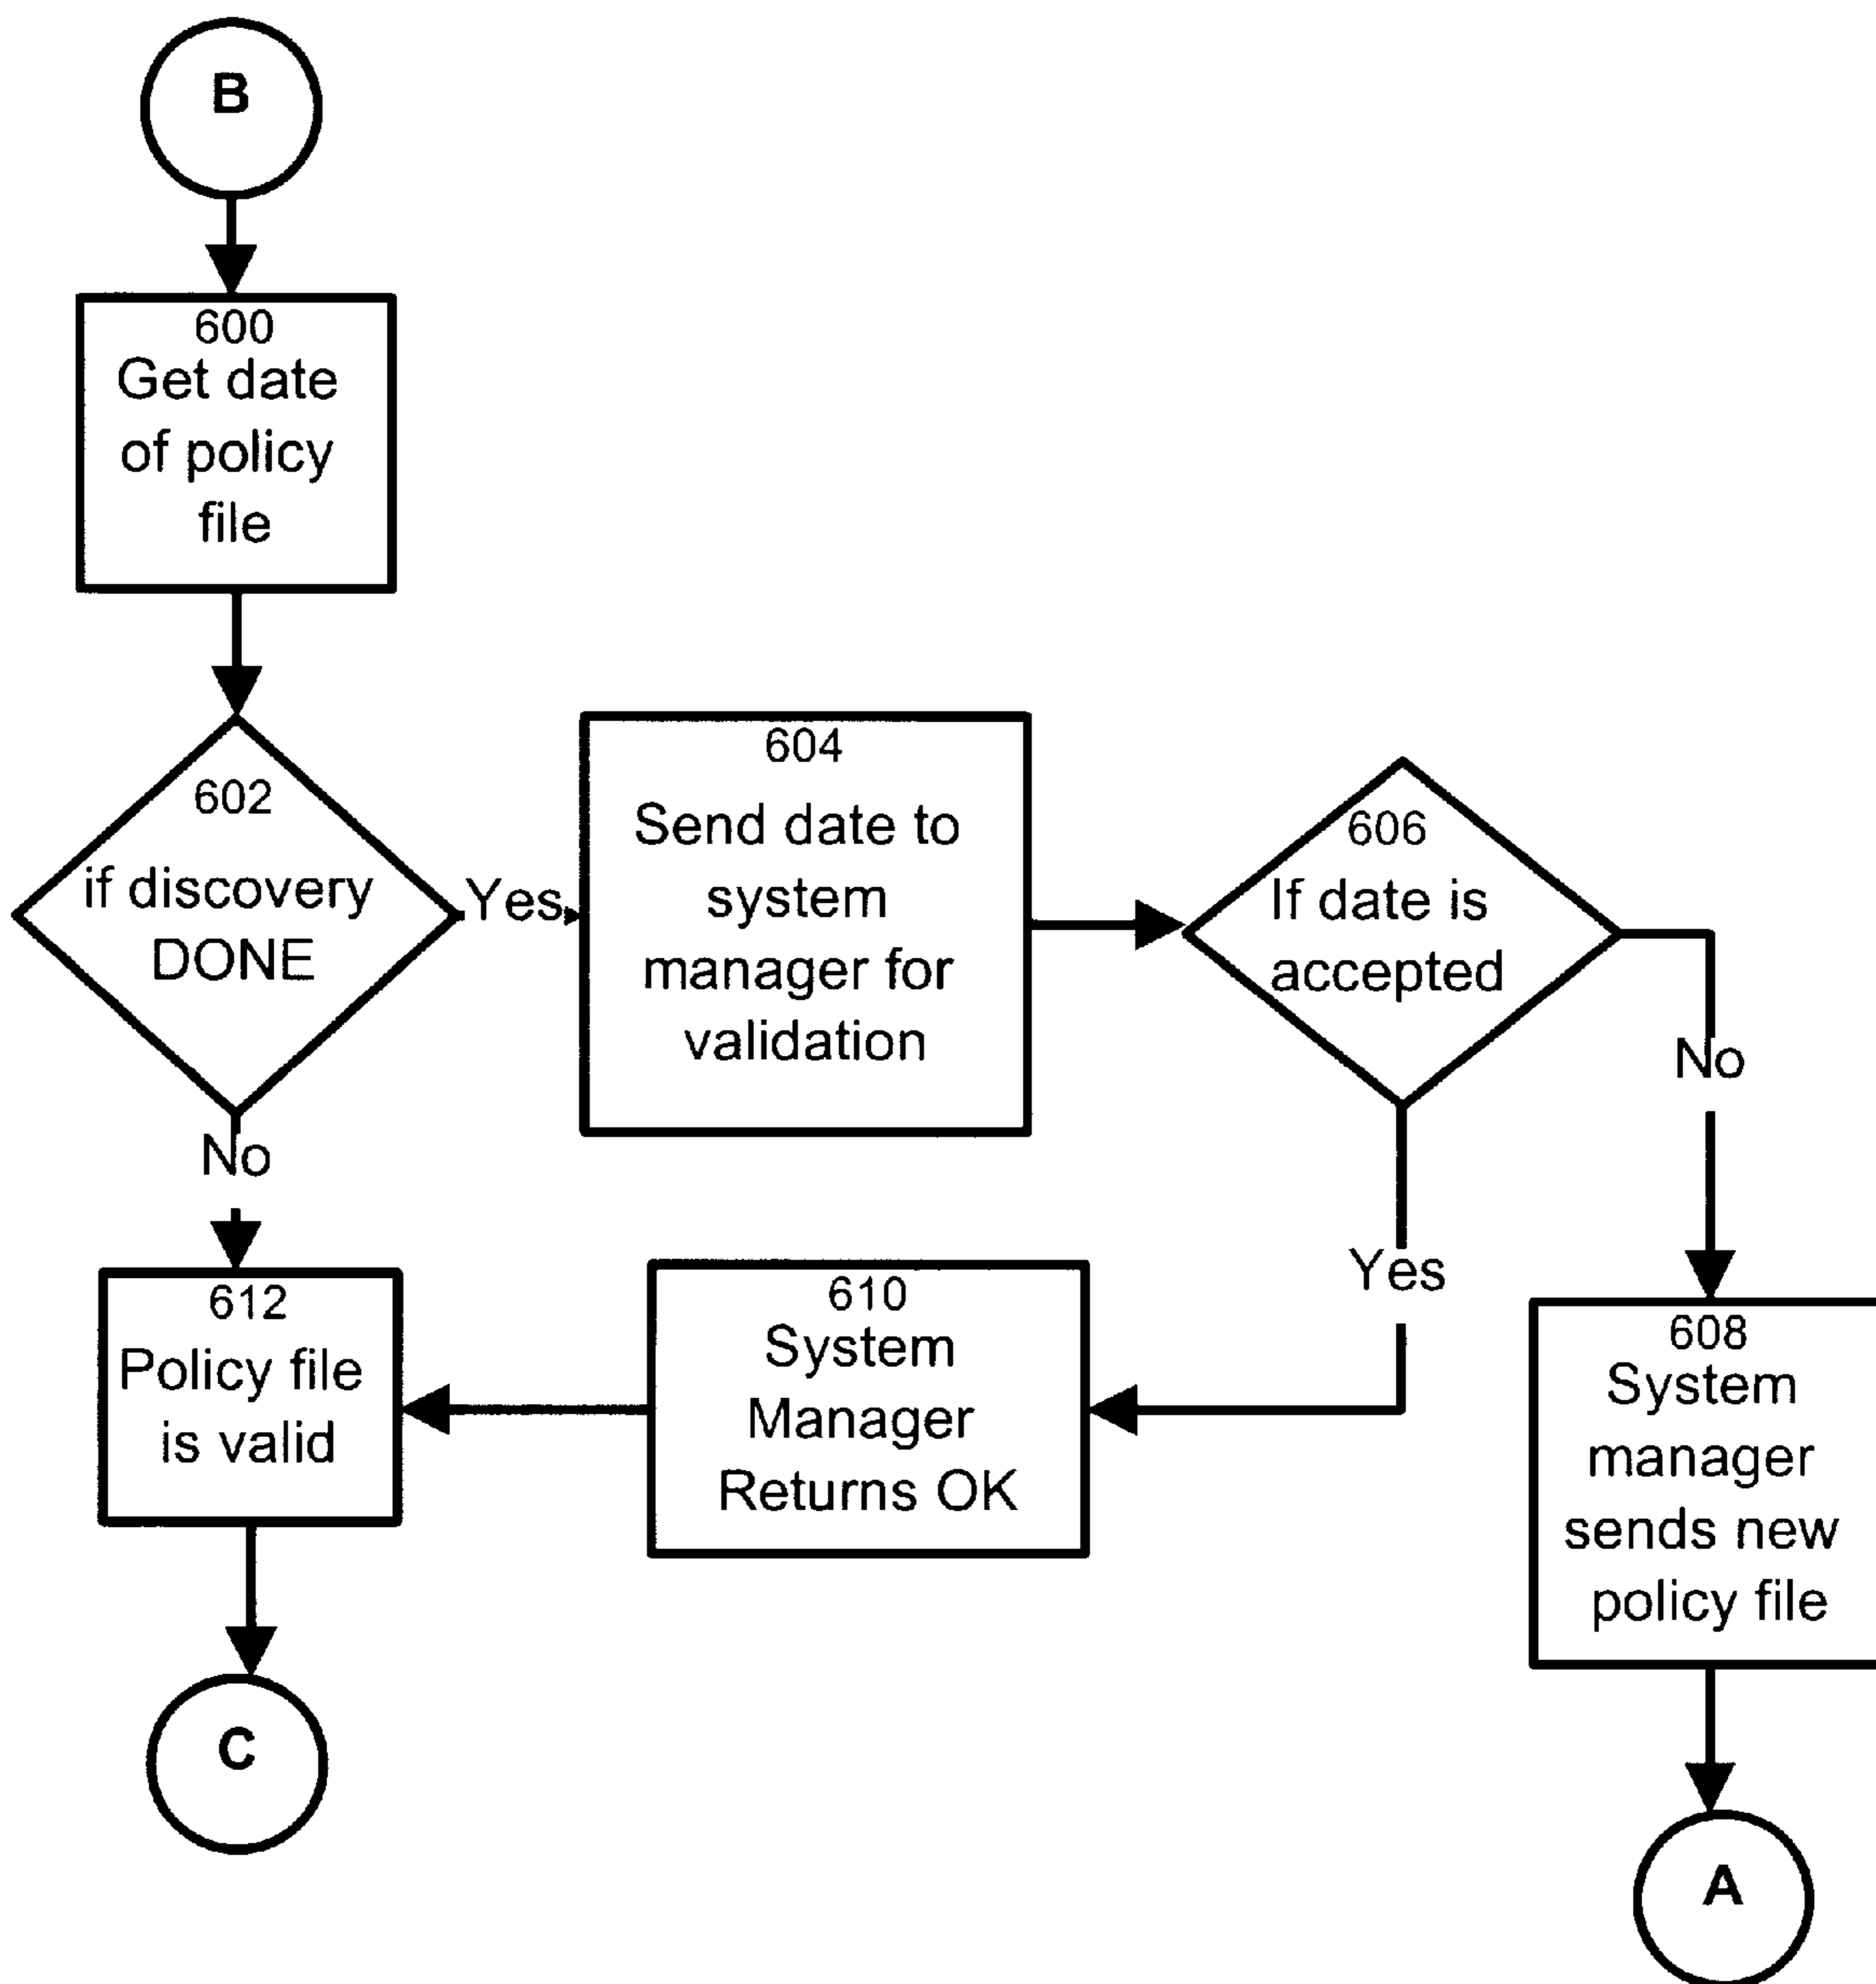 B
600
Get date
of policy
file
602
if discovery
DONE
Yes
604
Send date to
system
manager for
validation
606
If date is
accepted
No
No
Yes
612
Policy file
is valid
610
System
Manager
Returns OK
608
System
manager
sends new
policy file
C
A